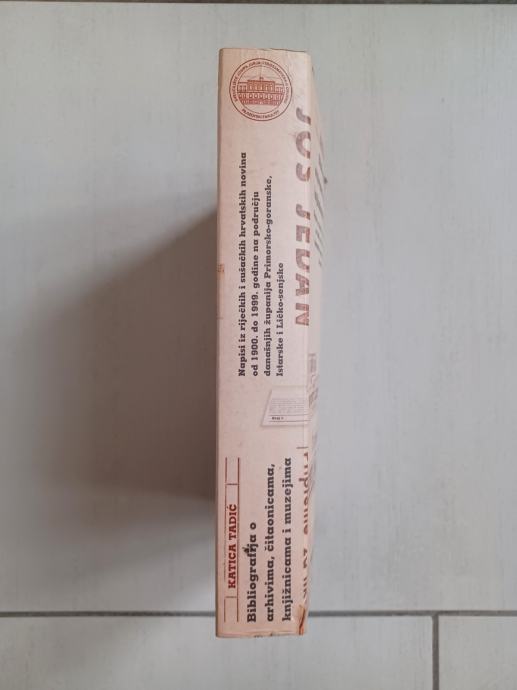 KATICA TADIĆ
Bibliografija o
arhivima, čitaonicama,
knjižnicama i muzejima
Napisi iz riječkih i sušačkih hrvatskih novina
od 1900. do 1999. godine na području
današnjih županija Primorsko-goranske,
Istarske i Ličko-senjske
JOŠ JEDAN